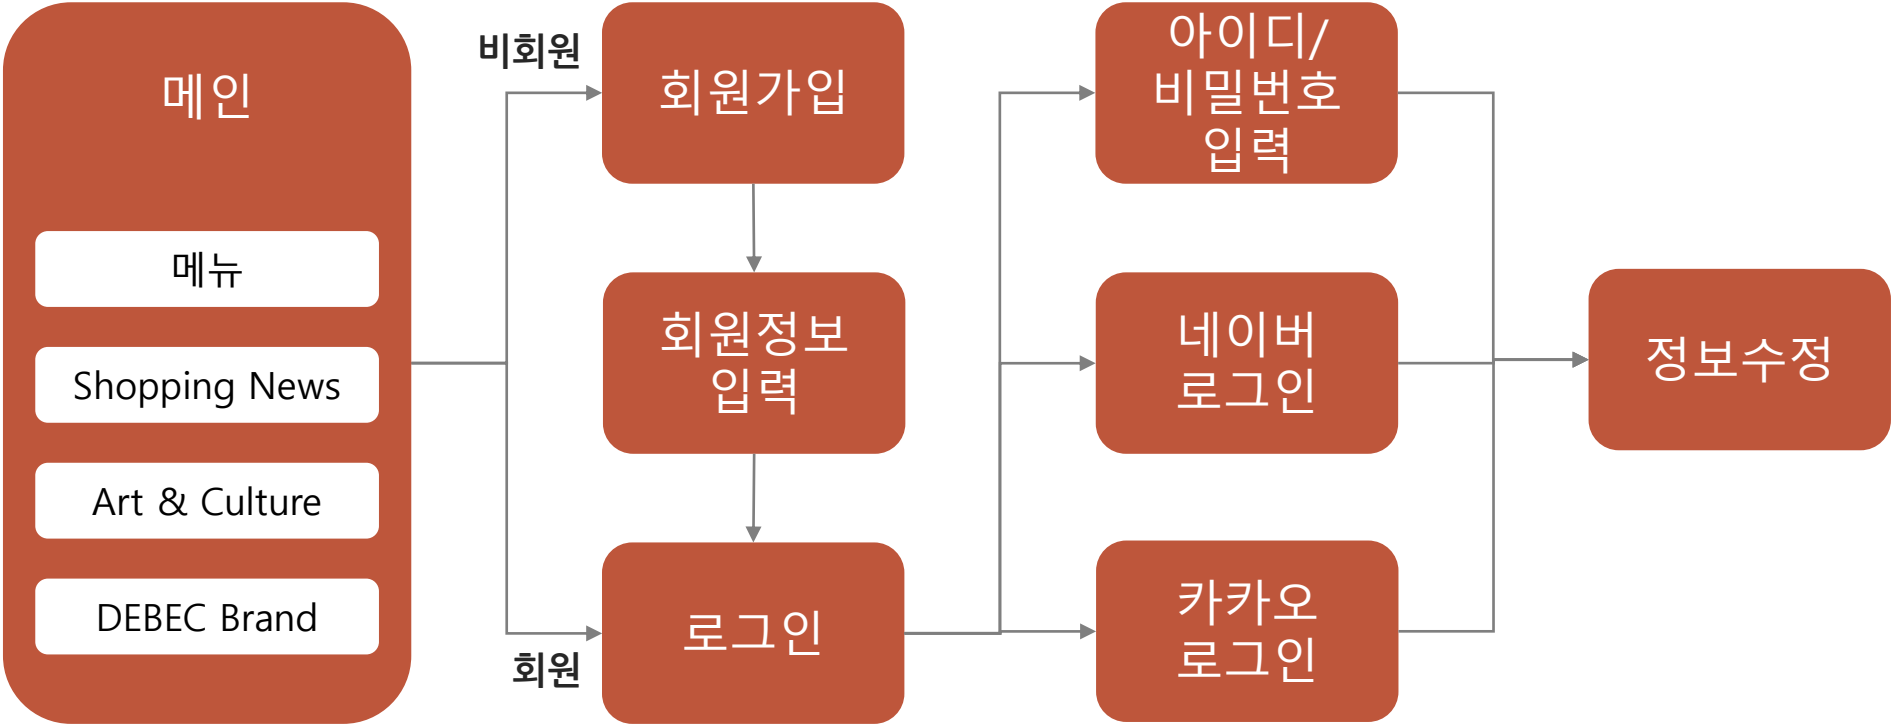 메인
메뉴
Shopping News
Art & Culture
DEBEC Brand
비회원
회원가입
회원정보
입력
로그인
회원
아이디/
비밀번호
입력
네이버
로그인
카카오
로그인
정보수정